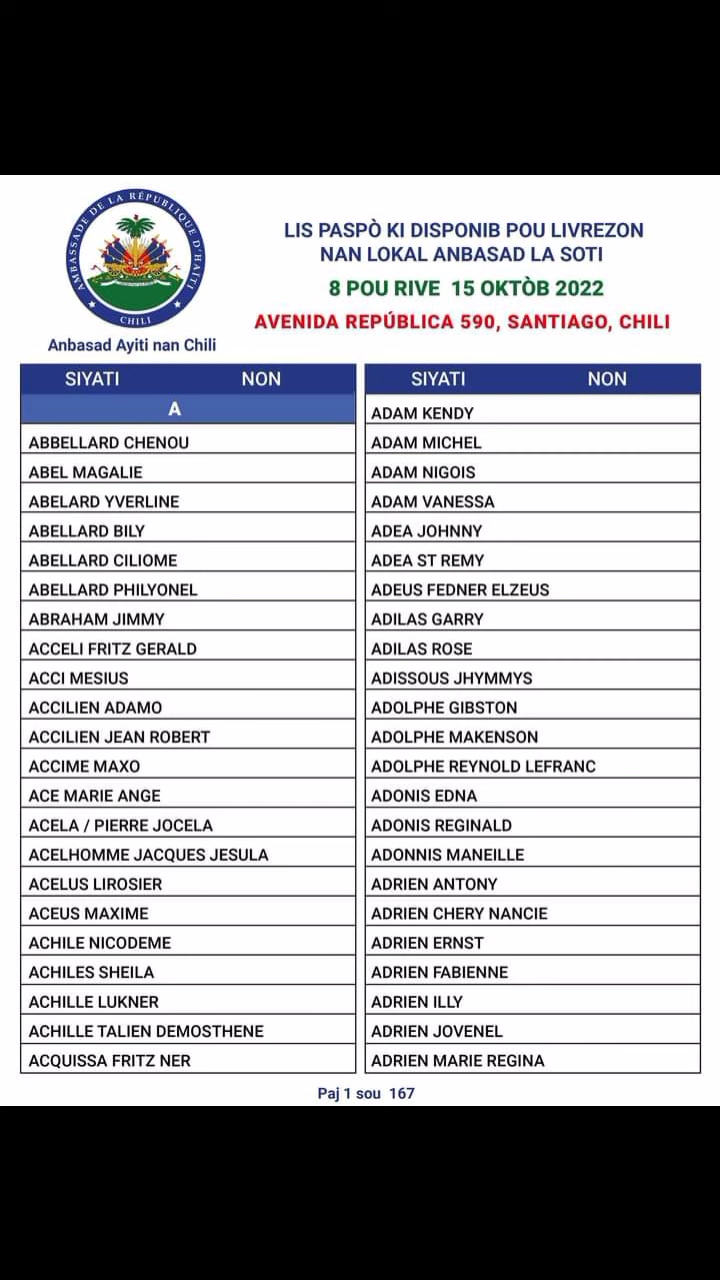 AMBASSADE DE LA RÉPUBLIQUE D'HAITI
CHILI
Anbasad Ayiti nan Chili
LIS PASPÒ KI DISPONIB POU LIVREZON
NAN LOKAL ANBASAD LA SOTI
8 POU RIVE 15 OKTÒB 2022
AVENIDA REPÚBLICA 590, SANTIAGO, CHILI
SIYATI NON
A
ABBELLARD CHENOU
ABEL MAGALIE
ABELARD YVERLINE
ABELLARD BILY
ABELLARD CILIOME
ABELLARD PHILYONEL
ABRAHAM JIMMY
ACCELI FRITZ GERALD
ACCI MESIUS
ACCILIEN ADAMO
ACCILIEN JEAN ROBERT
ACCIME MAXO
ACE MARIE ANGE
ACELA / PIERRE JOCELA
ACELHOMME JACQUES JESULA
ACELUS LIROSIER
ACEUS MAXIME
ACHILE NICODEME
ACHILES SHEILA
ACHILLE LUKNER
ACHILLE TALIEN DEMOSTHENE
ACQUISSA FRITZ NER
SIYATI NON
ADAM KENDY
ADAM MICHEL
ADAM NIGOIS
ADAM VANESSA
ADEA JOHNNY
ADEA ST REMY
ADEUS FEDNER ELZEUS
ADILAS GARRY
ADILAS ROSE
ADISSOUS JHYMMYS
ADOLPHE GIBSTON
ADOLPHE MAKENSON
ADOLPHE REYNOLD LEFRANC
ADONIS EDNA
ADONIS REGINALD
ADONNIS MANEILLE
ADRIEN ANTONY
ADRIEN CHERY NANCIE
ADRIEN ERNST
ADRIEN FABIENNE
ADRIEN ILLY
ADRIEN JOVENEL
ADRIEN MARIE REGINA
Paj 1 sou 167